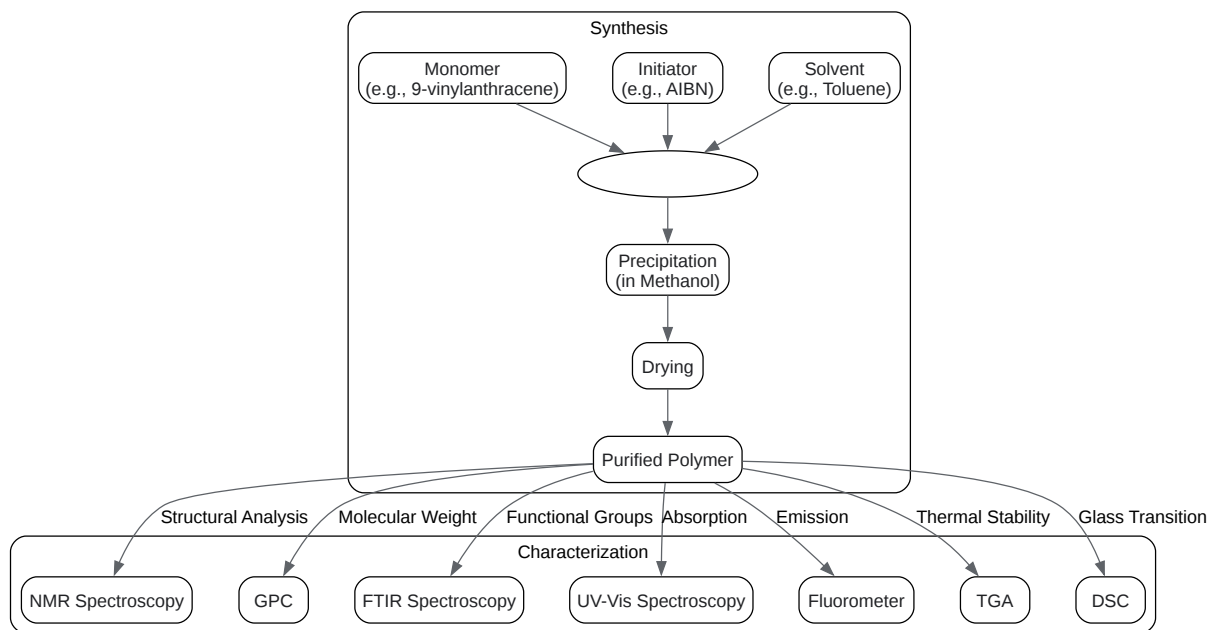 Synthesis
Monomer
(e.g., 9-vinylanthracene)
Initiator
(e.g., AIBN)
Solvent
(e.g., Toluene)
Precipitation
(in Methanol)
Drying
Purified Polymer
Structural Analysis
Molecular Weight
Functional Groups
Absorption
Emission
Thermal Stability
Glass Transition
Characterization
NMR Spectroscopy
GPC
FTIR Spectroscopy
UV-Vis Spectroscopy
Fluorometer
TGA
DSC